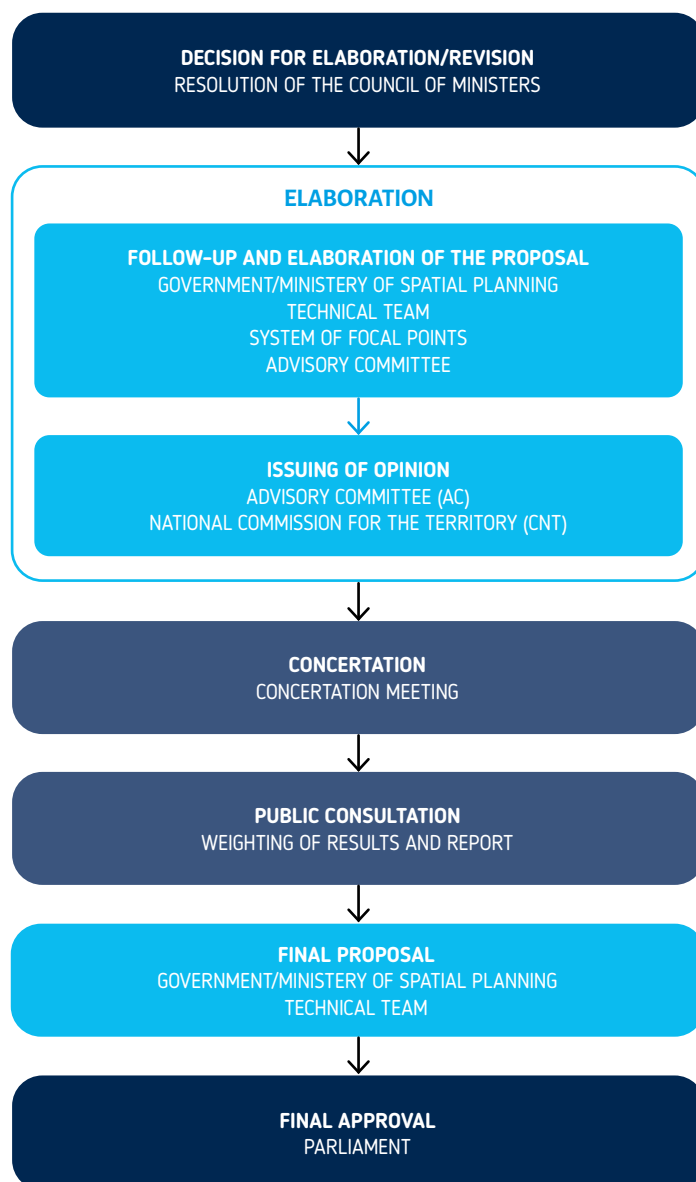 DECISION FOR ELABORATION/REVISION
RESOLUTION OF THE COUNCIL OF MINISTERS
ELABORATION
FOLLOW-UP AND ELABORATION OF THE PROPOSAL
GOVERNMENT/MINISTRY OF SPATIAL PLANNING
TECHNICAL TEAM
SYSTEM OF FOCAL POINTS
ADVISORY COMMITTEE
ISSUING OF OPINION
ADVISORY COMMITTEE (AC)
NATIONAL COMMISSION FOR THE TERRITORY (CNT)
CONCERTATION
CONCERTATION MEETING
PUBLIC CONSULTATION
WEIGHTING OF RESULTS AND REPORT
FINAL PROPOSAL
GOVERNMENT/MINISTRY OF SPATIAL PLANNING
TECHNICAL TEAM
FINAL APPROVAL
PARLIAMENT